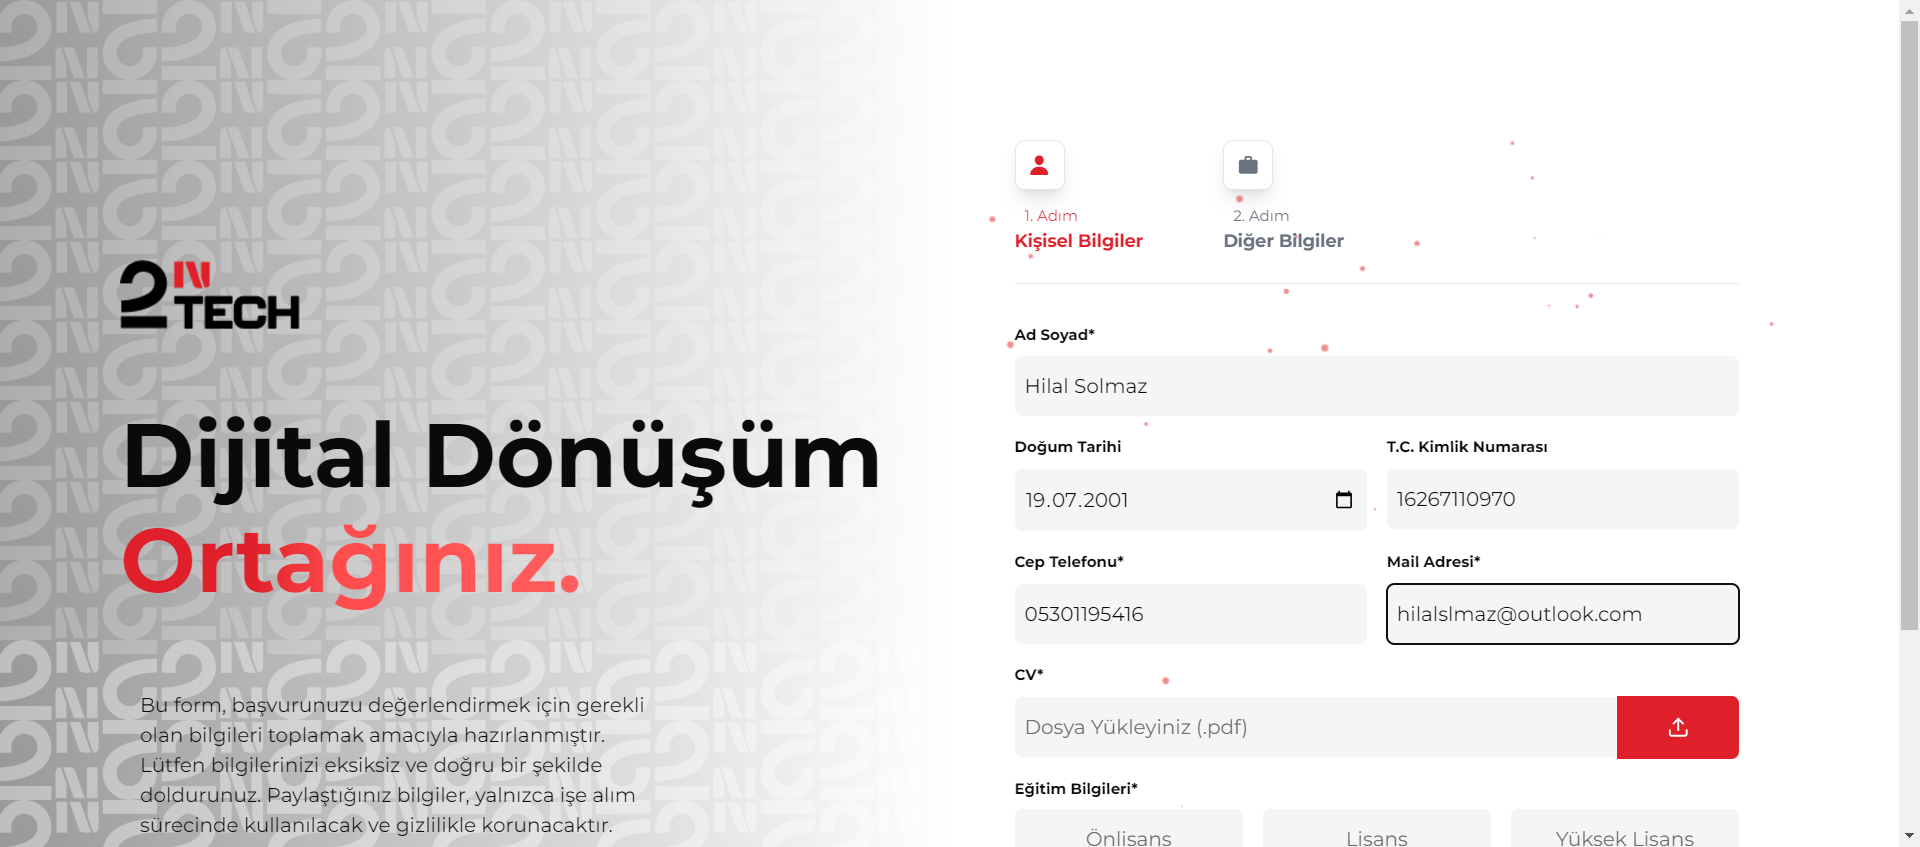 2IN TECH
Dijital Dönüşüm
Ortağınız.
Bu form, başvurunuzu değerlendirmek için gerekli
olan bilgileri toplamak amacıyla hazırlanmıştır.
Lütfen bilgilerinizi eksiksiz ve doğru bir şekilde
doldurunuz. Paylaştığınız bilgiler, yalnızca işe alım
sürecinde kullanılacak ve gizlilikle korunacaktır.
1. Adım
Kişisel Bilgiler
2. Adım
Diğer Bilgiler
Ad Soyad*
Hilal Solmaz
Doğum Tarihi
19.07.2001
T.C. Kimlik Numarası
16267110970
Cep Telefonu*
05301195416
Mail Adresi*
hilalslmaz@outlook.com
CV*
Dosya Yükleyiniz (.pdf)
Eğitim Bilgileri*
Önlisans
Lisans
Yüksek Lisans